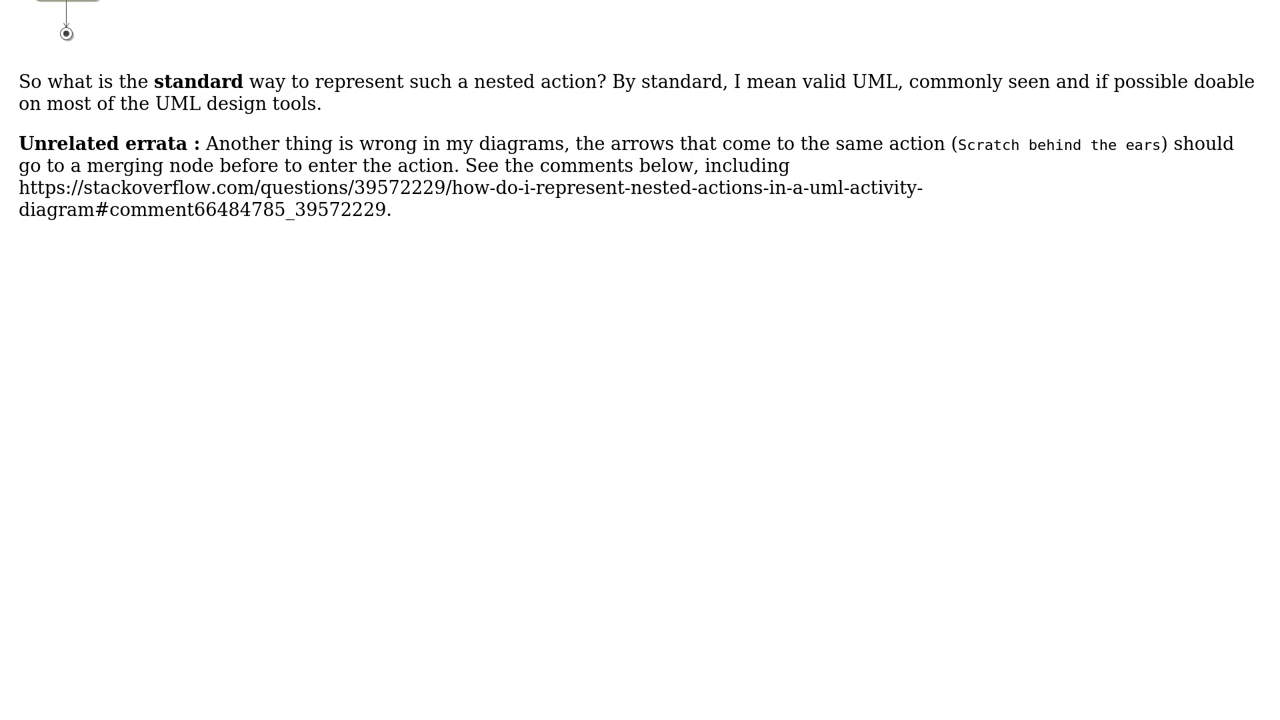 So what is the standard way to represent such a nested action? By standard, I mean valid UML, commonly seen and if possible doable
on most of the UML design tools.
Unrelated errata : Another thing is wrong in my diagrams, the arrows that come to the same action (Scratch behind the ears) should
go to a merging node before to enter the action. See the comments below, including
https://stackoverflow.com/questions/39572229/how-do-i-represent-nested-actions-in-a-uml-activity-
diagram#comment66484785_39572229.